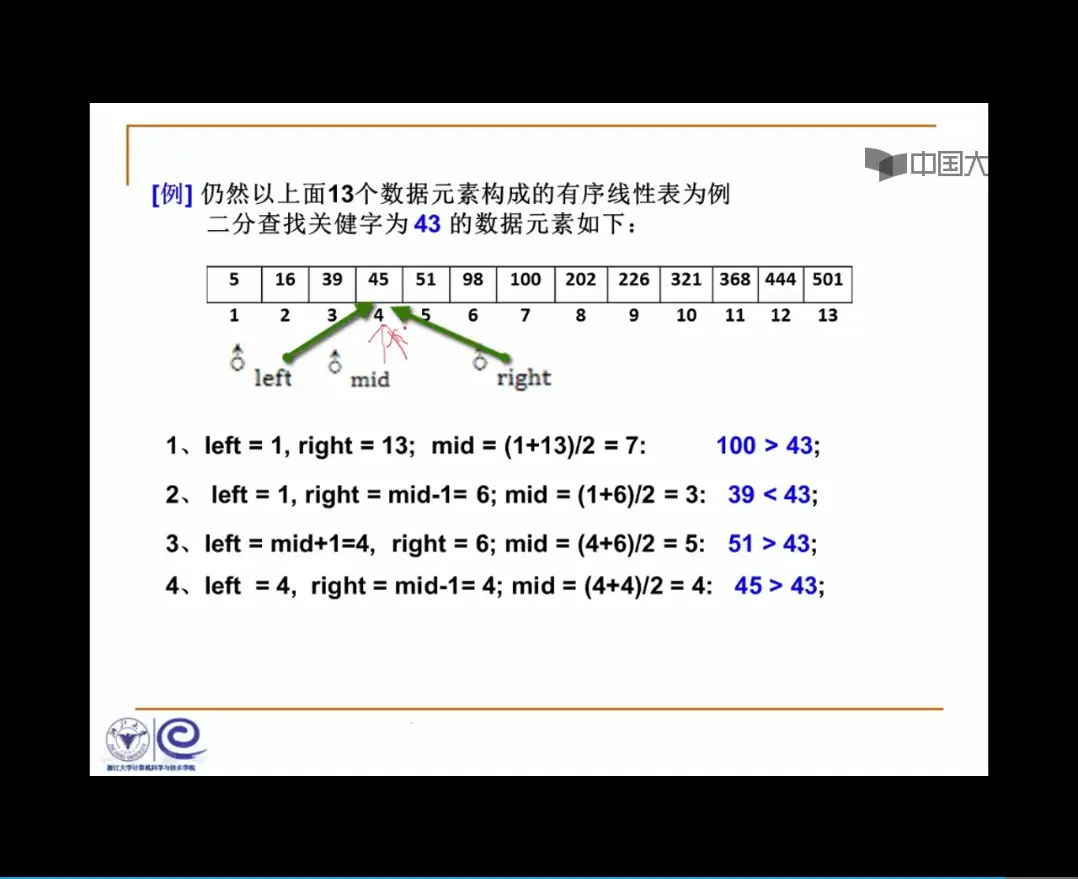 中国大
[例] 仍然以上面13个数据元素构成的有序线性表为例
二分查找关健字为 43 的数据元素如下：
5 16 39 45 51 98 100 202 226 321 368 444 501
1 2 3 4 5 6 7 8 9 10 11 12 13
left mid right
1、left = 1, right = 13; mid = (1+13)/2 = 7: 100 > 43;
2、 left = 1, right = mid-1= 6; mid = (1+6)/2 = 3: 39 < 43;
3、left = mid+1=4, right = 6; mid = (4+6)/2 = 5: 51 > 43;
4、left = 4, right = mid-1= 4; mid = (4+4)/2 = 4: 45 > 43;
浙江大学计算机科学与技术学院